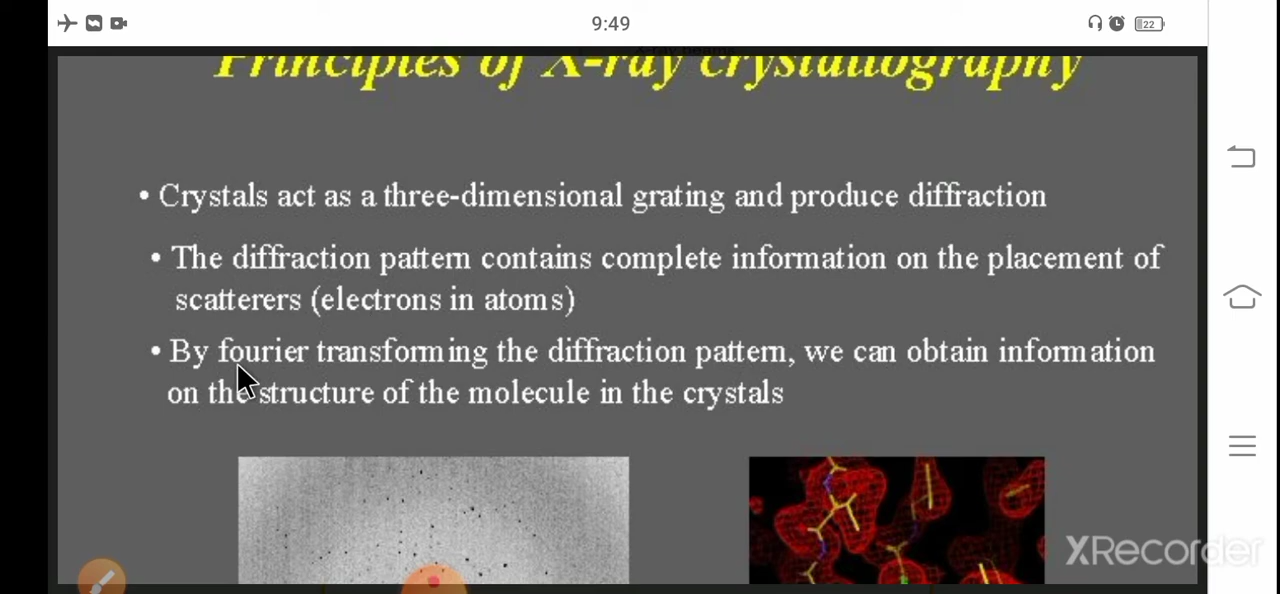 9:49
22
Principles of X-ray crystallography
• Crystals act as a three-dimensional grating and produce diffraction
• The diffraction pattern contains complete information on the placement of
scatterers (electrons in atoms)
• By fourier transforming the diffraction pattern, we can obtain information
on the structure of the molecule in the crystals
XRecorder